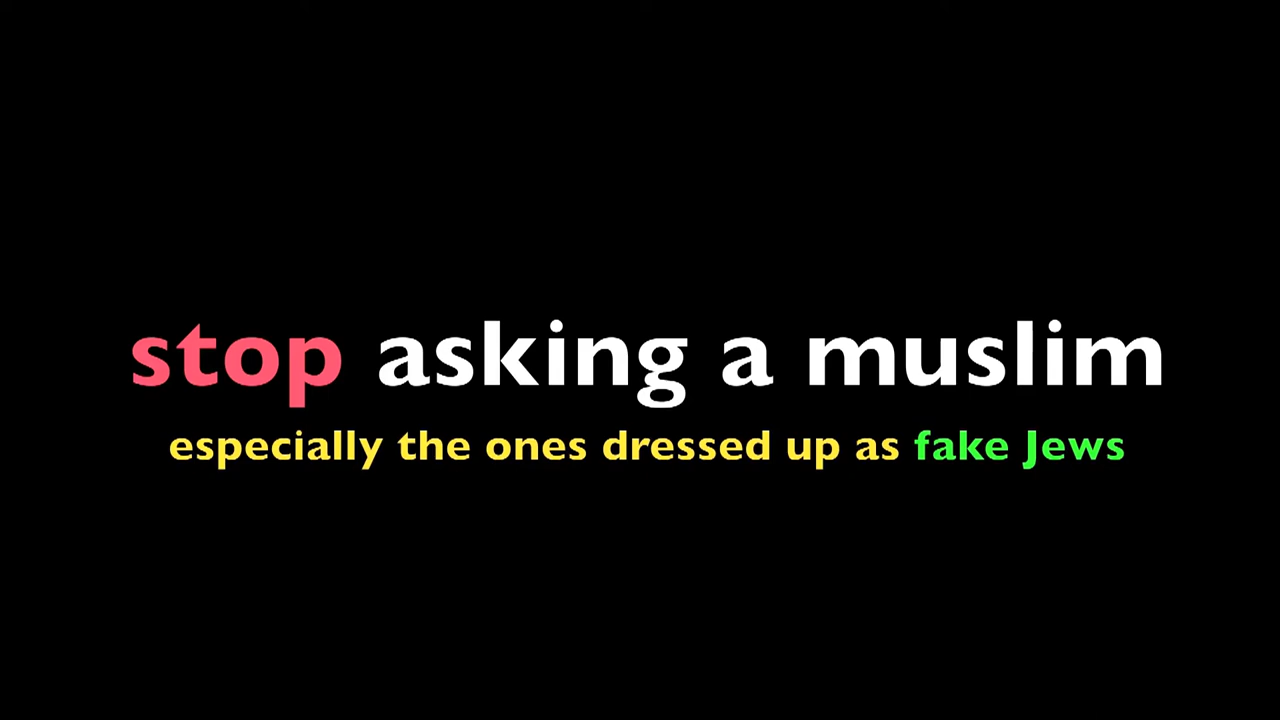 stop asking a muslim
especially the ones dressed up as fake Jews